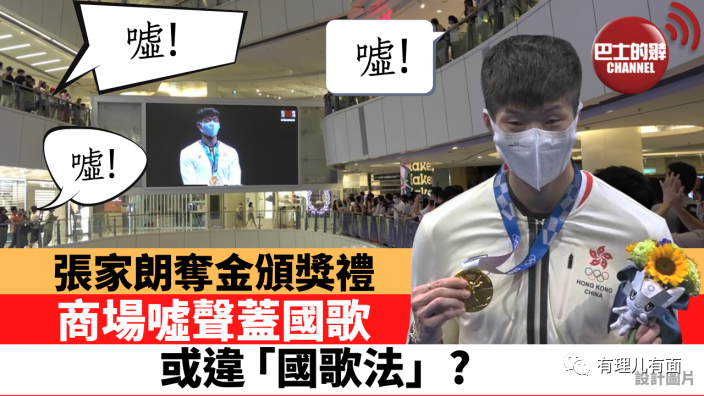 噓!
噓!
噓!
巴士的報
CHANNEL
HONG KONG
CHINA
張家朗奪金頒獎禮
商場噓聲蓋國歌
或違「國歌法」?
有理儿有面
設計圖片